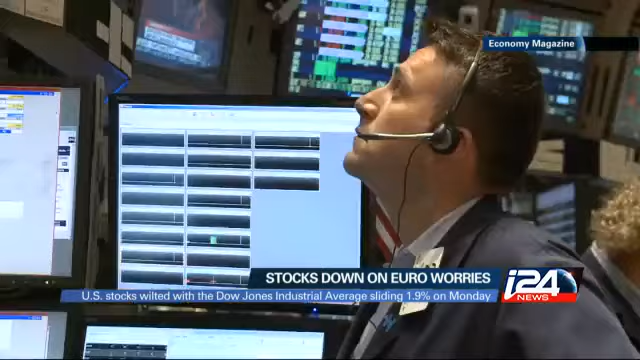 Economy Magazine
STOCKS DOWN ON EURO WORRIES
U.S. stocks wilted with the Dow Jones Industrial Average sliding 1.9% on Monday
i24
NEWS